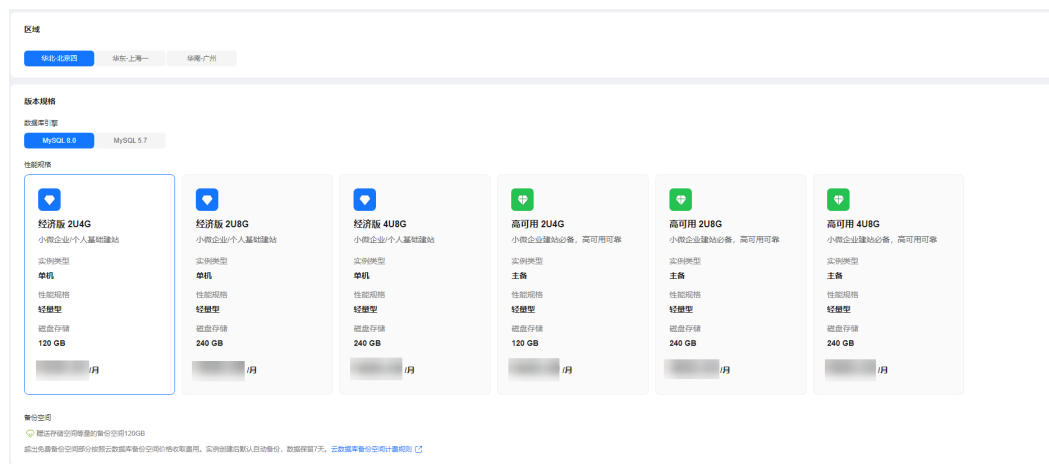 区域
华北-北京四 华东-上海一 华南-广州
版本规格
数据库引擎
MySQL 8.0 MySQL 5.7
性能规格
经济版 2U4G 经济版 2U8G 经济版 4U8G 高可用 2U4G 高可用 2U8G 高可用 4U8G
小微企业/个人基础建站 小微企业/个人基础建站 小微企业/个人基础建站 小微企业建站必备，高可用可靠 小微企业建站必备，高可用可靠 小微企业建站必备，高可用可靠
实例类型 实例类型 实例类型 实例类型 实例类型 实例类型
单机 单机 单机 主备 主备 主备
性能规格 性能规格 性能规格 性能规格 性能规格 性能规格
轻量型 轻量型 轻量型 轻量型 轻量型 轻量型
磁盘存储 磁盘存储 磁盘存储 磁盘存储 磁盘存储 磁盘存储
120 GB 240 GB 240 GB 120 GB 240 GB 240 GB
/月 /月 /月 /月 /月 /月
备份空间
赠送存储空间等量的备份空间120GB
超出免费备份空间部分按照云数据库备份空间价格收取费用。实例创建后默认自动备份，数据保留7天。云数据库备份空间计费规则